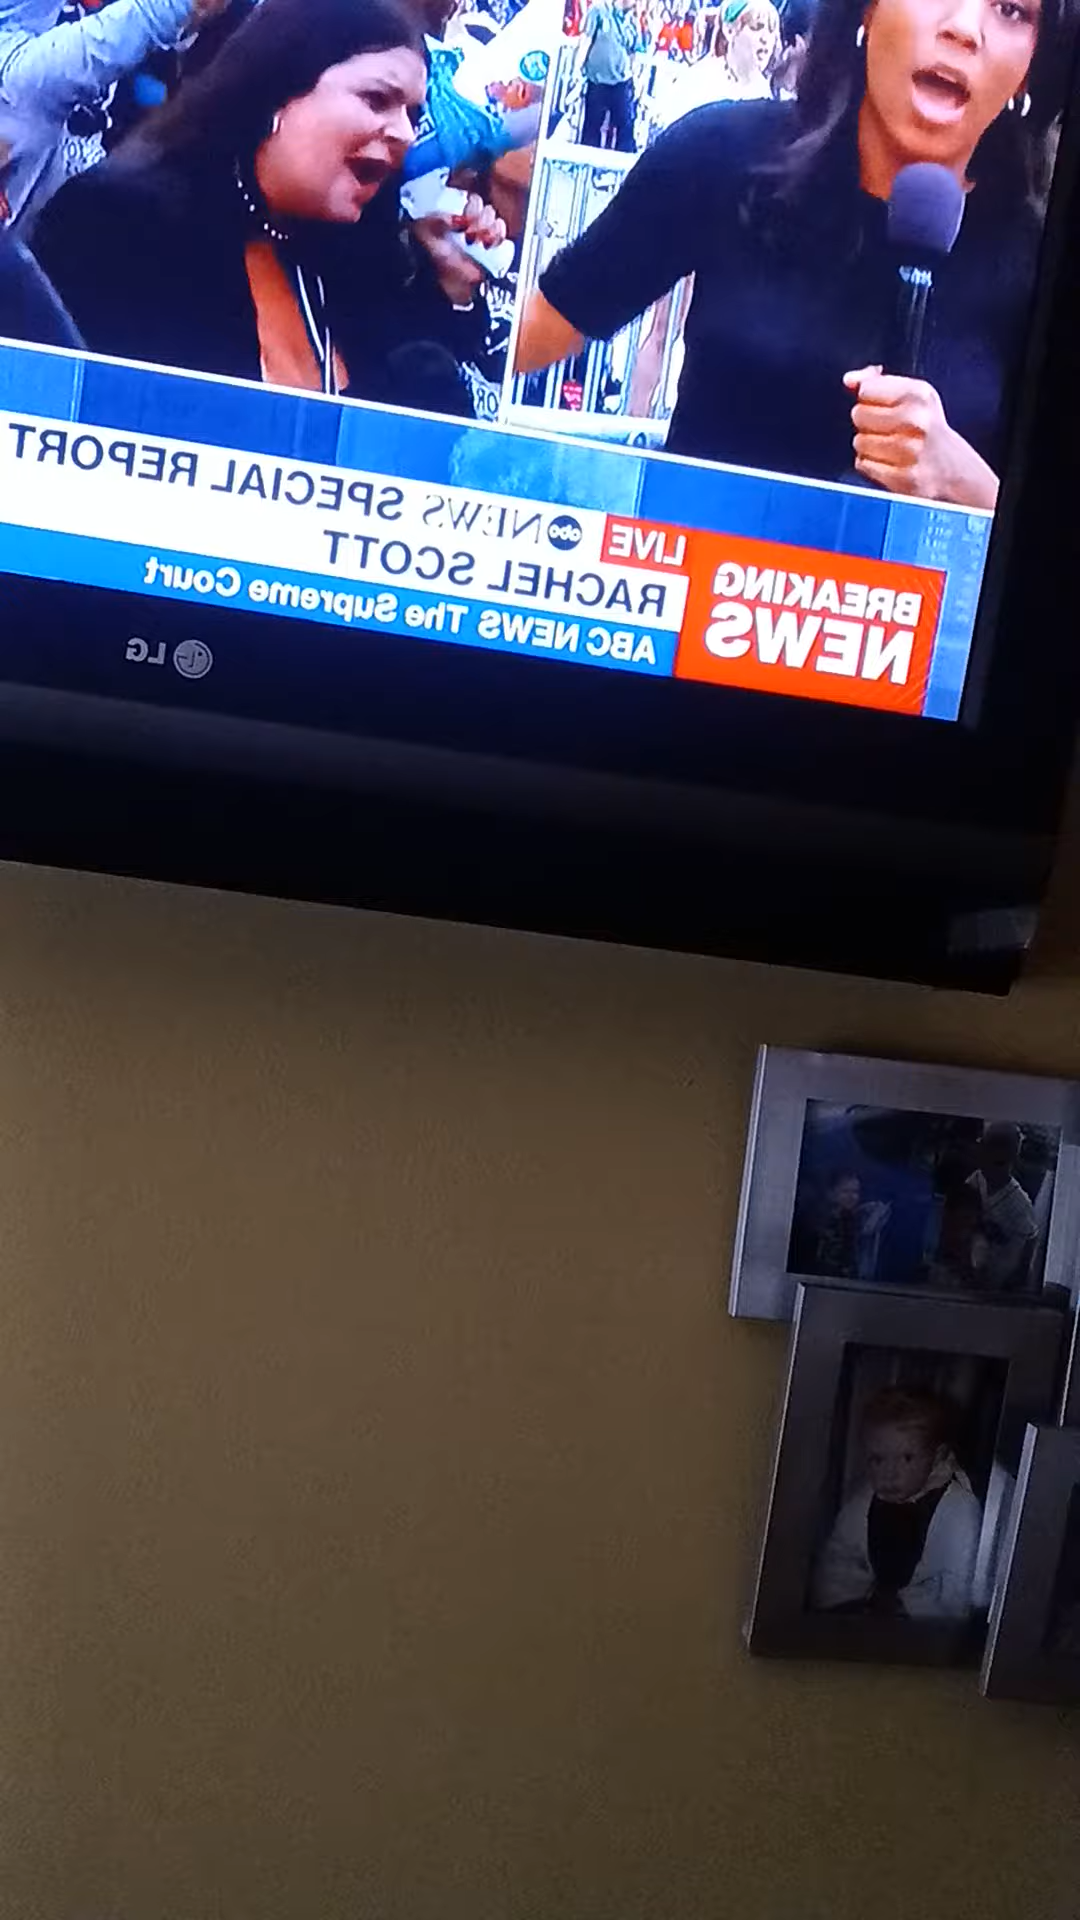 abc NEWS SPECIAL REPORT
LIVE
BREAKING
NEWS
RACHEL SCOTT
ABC NEWS The Supreme Court
LG